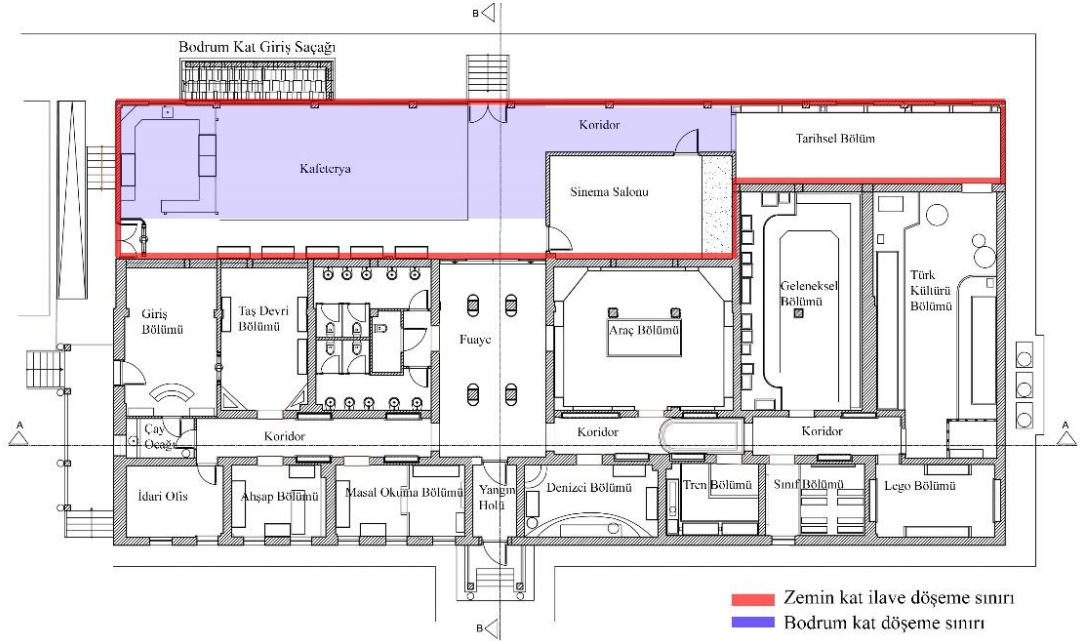 B
Bodrum Kat Giriş Saçağı
Koridor
Tarihsel Bölüm
Kafeterya
Sinema Salonu
Giriş
Bölümü
Taş Devri
Bölümü
Fuaye
Araç Bölümü
Geleneksel
Bölümü
Türk
Kültürü
Bölümü
A
Çay
Ocağı
Koridor
Koridor
Koridor
A
İdari Ofis
Ahşap Bölümü
Masal Okuma Bölümü
Yangın
Holü
Denizci Bölümü
Tren Bölümü
Sınıf Bölümü
Lego Bölümü
B
Zemin kat ilave döşeme sınırı
Bodrum kat döşeme sınırı